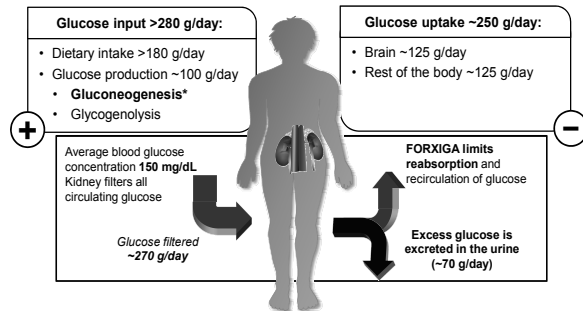 Glucose input >280 g/day:
• Dietary intake >180 g/day
• Glucose production ~100 g/day
• Gluconeogenesis*
• Glycogenolysis
+
Glucose uptake ~250 g/day:
• Brain ~125 g/day
• Rest of the body ~125 g/day
−
Average blood glucose
concentration 150 mg/dL
Kidney filters all
circulating glucose
Glucose filtered
~270 g/day
FORXIGA limits
reabsorption and
recirculation of glucose
Excess glucose is
excreted in the urine
(~70 g/day)